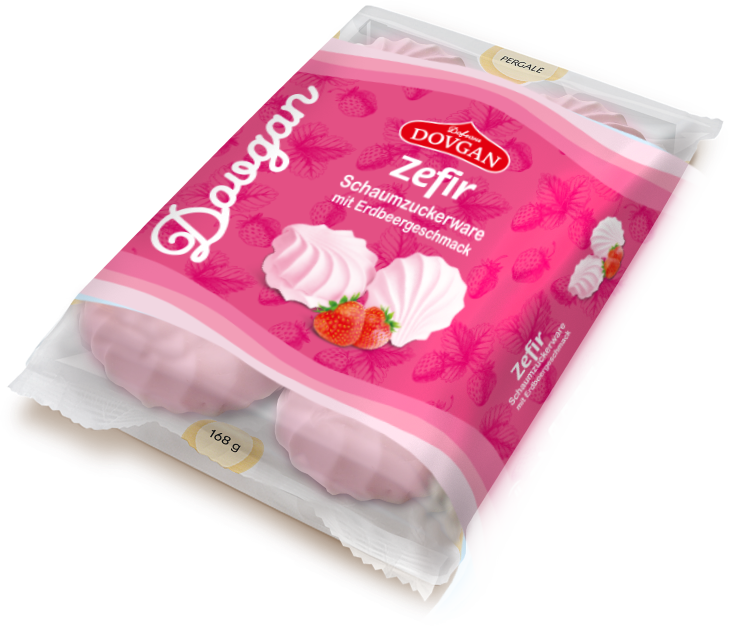 PERGALE
Dovgan
DOVGAN
Zefir
Schaumzuckerware
mit Erdbeergeschmack
Zefir
Schaumzuckerware
mit Erdbeergeschmack
168 g